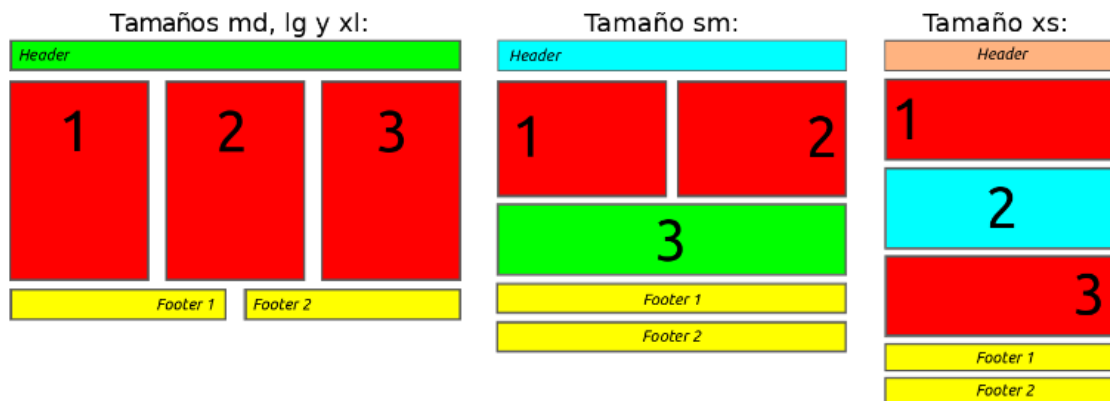 Tamaños md, lg y xl:
Header
1 2 3
Footer 1 Footer 2
Tamaño sm:
Header
1 2
3
Footer 1
Footer 2
Tamaño xs:
Header
1
2
3
Footer 1
Footer 2